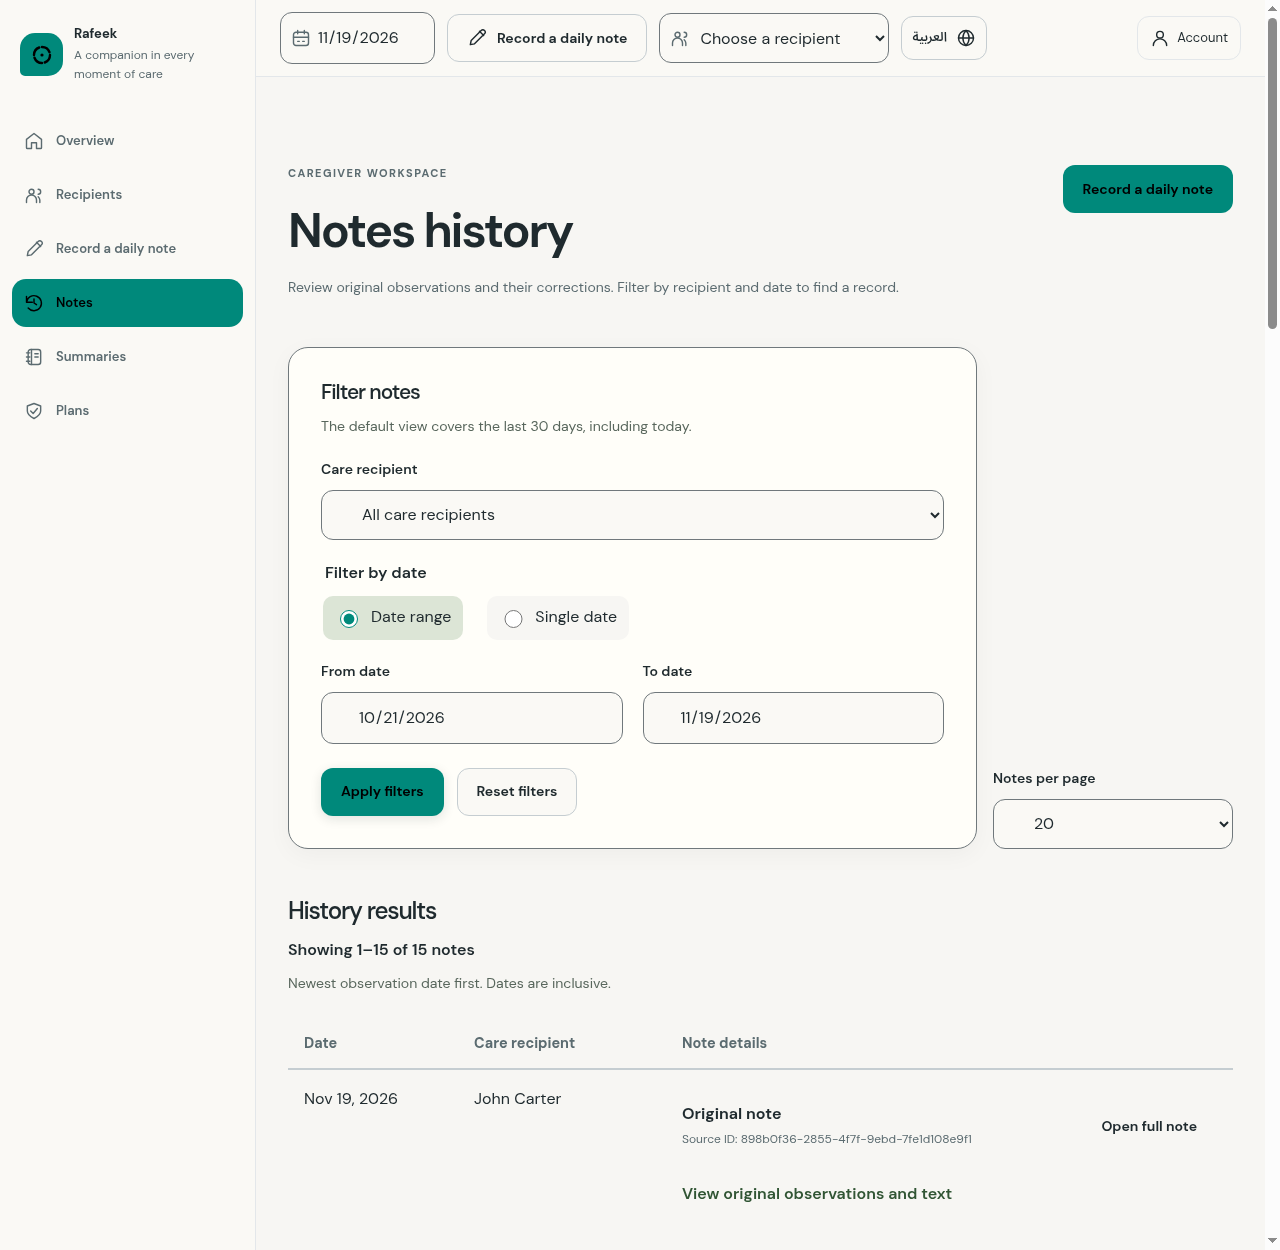 Rafeek
A companion in every
moment of care
Overview
Recipients
Record a daily note
Notes
Summaries
Plans
11/19/2026
Record a daily note
Choose a recipient
العربية
Account
CAREGIVER WORKSPACE
Notes history
Record a daily note
Review original observations and their corrections. Filter by recipient and date to find a record.
Filter notes
The default view covers the last 30 days, including today.
Care recipient
All care recipients
Filter by date
Date range
Single date
From date
To date
10/21/2026
11/19/2026
Apply filters
Reset filters
Notes per page
20
History results
Showing 1–15 of 15 notes
Newest observation date first. Dates are inclusive.
Date
Care recipient
Note details
Nov 19, 2026
John Carter
Original note
Source ID: 898b0f36-2855-4f7f-9ebd-7fe1d108e9f1
Open full note
View original observations and text